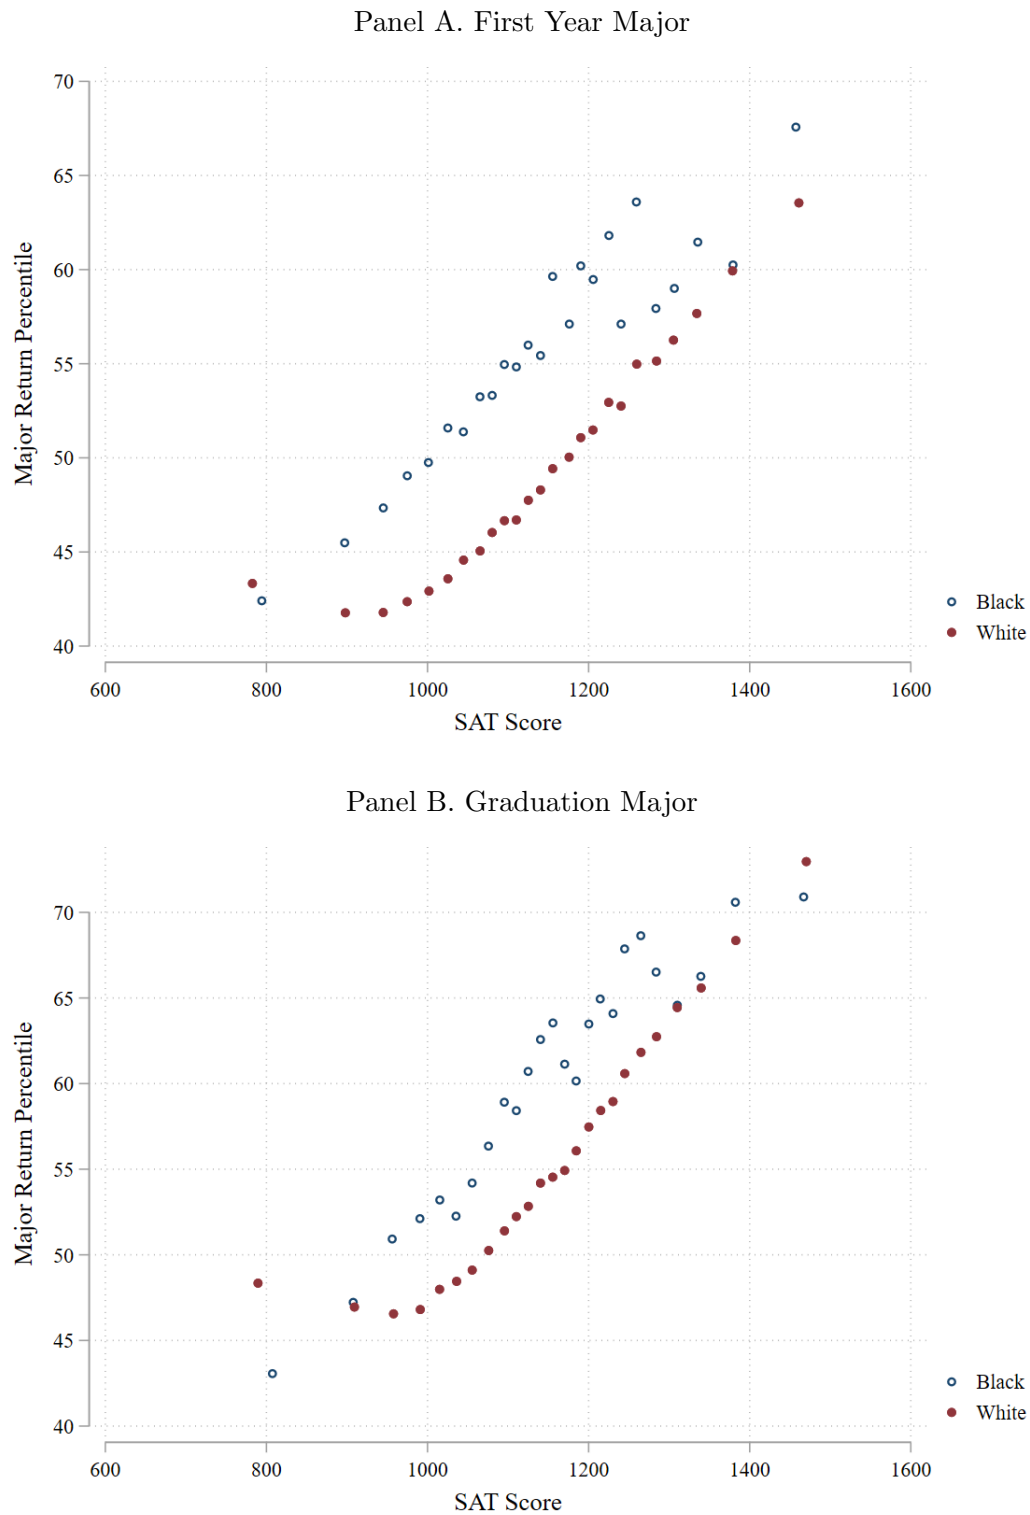 Panel A. First Year Major
70
65
60
55
50
45
40
Major Return Percentile
600 800 1000 1200 1400 1600
SAT Score
Black
White
Panel B. Graduation Major
70
65
60
55
50
45
40
Major Return Percentile
600 800 1000 1200 1400 1600
SAT Score
Black
White